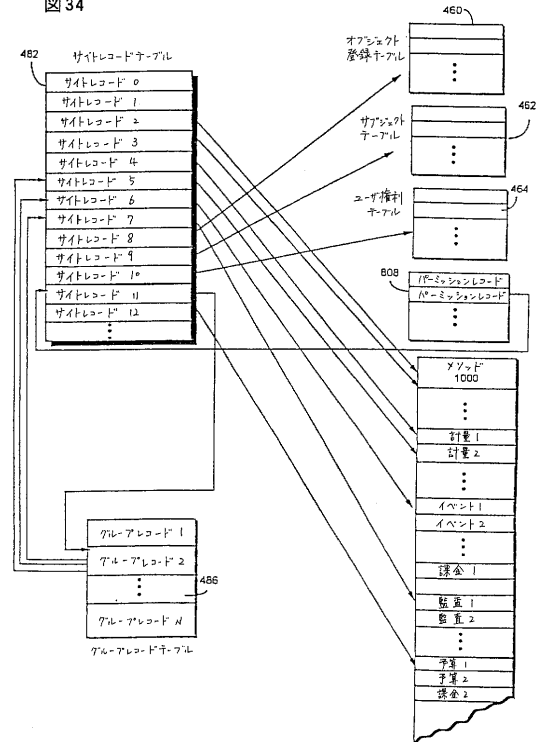 図34
482
サイトレコードテーブル
サイトレコード 0
サイトレコード 1
サイトレコード 2
サイトレコード 3
サイトレコード 4
サイトレコード 5
サイトレコード 6
サイトレコード 7
サイトレコード 8
サイトレコード 9
サイトレコード 10
サイトレコード 11
サイトレコード 12
460
オブジェクト
登録テーブル
サブジェクト
テーブル
462
ユーザ権利
テーブル
464
808
パーミッションレコード
パーミッションレコード
メソッド
1000
計量 1
計量 2
イベント 1
イベント 2
課金 1
監査 1
監査 2
予算 1
予算 2
課金 2
グループレコード 1
グループレコード 2
486
グループレコード N
グループレコードテーブル